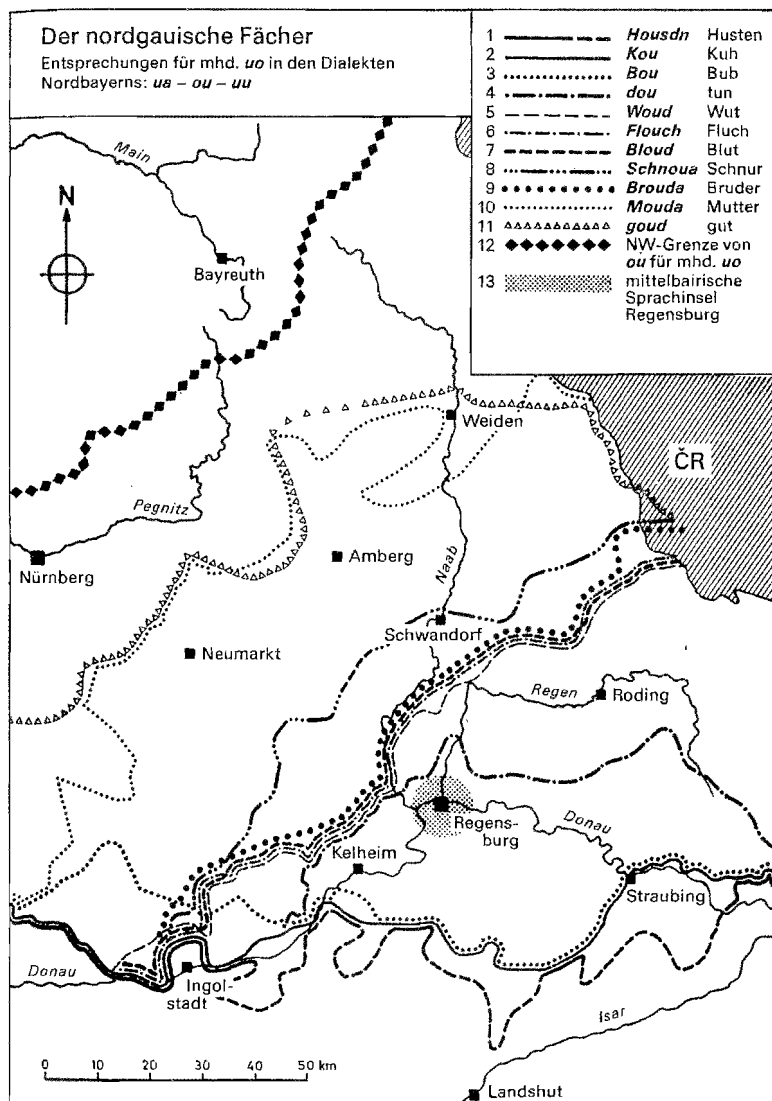 Der nordgauische Fächer
Entsprechungen für mhd. uo in den Dialekten
Nordbayerns: ua – ou – uu
1 Housdn Husten
2 Kou Kuh
3 Bou Bub
4 dou tun
5 Woud Wut
6 Flouch Fluch
7 Bloud Blut
8 Schnoua Schnur
9 Brouda Bruder
10 Mouda Mutter
11 goud gut
12 NW-Grenze von
ou für mhd. uo
13 mittelbairische
Sprachinsel
Regensburg
Main
N
Bayreuth
Weiden
ČR
Pegnitz
Nürnberg
Amberg
Naab
Schwandorf
Neumarkt
Regen
Roding
Donau
Regens-
burg
Kelheim
Straubing
Donau
Ingol-
stadt
Isar
0 10 20 30 40 50 km
Landshut